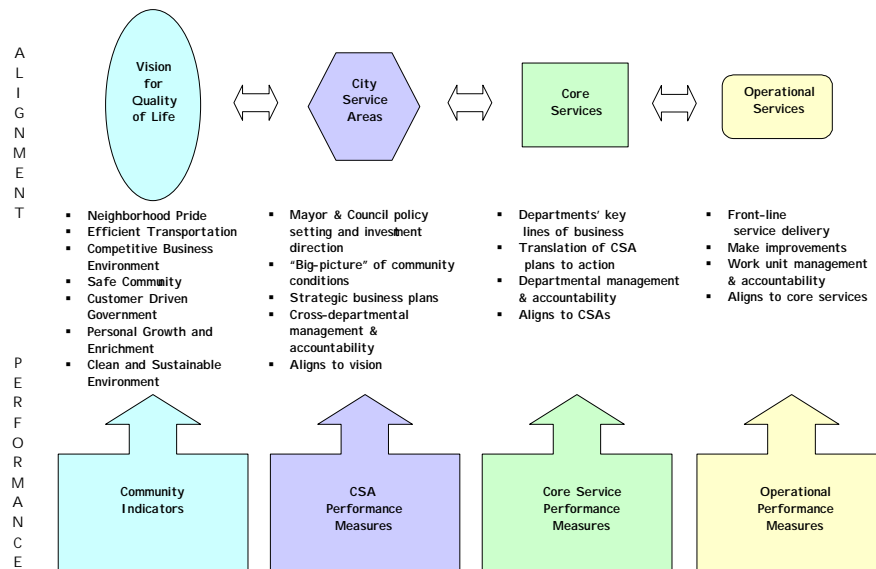 ALIGNMENT
Vision
for
Quality
of Life
City
Service
Areas
Core
Services
Operational
Services
▪ Neighborhood Pride
▪ Efficient Transportation
▪ Competitive Business
Environment
▪ Safe Community
▪ Customer Driven
Government
▪ Personal Growth and
Enrichment
▪ Clean and Sustainable
Environment
▪ Mayor & Council policy
setting and investment
direction
▪ “Big-picture” of community
conditions
▪ Strategic business plans
▪ Cross-departmental
management &
accountability
▪ Aligns to vision
▪ Departments’ key
lines of business
▪ Translation of CSA
plans to action
▪ Departmental management
& accountability
▪ Aligns to CSAs
▪ Front-line
service delivery
▪ Make improvements
▪ Work unit management
& accountability
▪ Aligns to core services
PERFORMANCE
Community
Indicators
CSA
Performance
Measures
Core Service
Performance
Measures
Operational
Performance
Measures